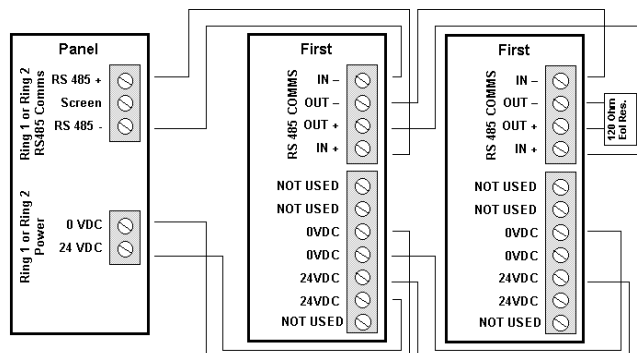 Panel
Ring 1 or Ring 2
RS485 Comms
RS 485 +
Screen
RS 485 -
Ring 1 or Ring 2
Power
0 VDC
24 VDC
First
RS 485 COMMS
IN –
OUT –
OUT +
IN +
NOT USED
NOT USED
0VDC
0VDC
24VDC
24VDC
NOT USED
First
RS 485 COMMS
IN –
OUT –
OUT +
IN +
NOT USED
NOT USED
0VDC
0VDC
24VDC
24VDC
NOT USED
120 Ohm
Eol Res.